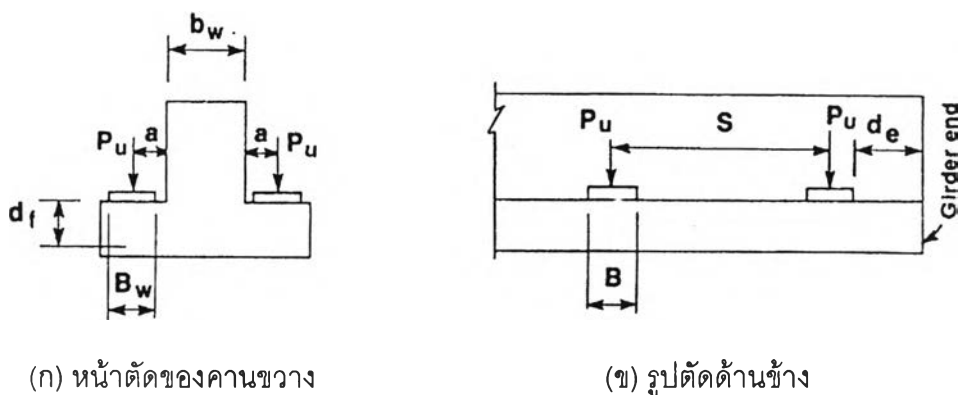 bw
Pu a a Pu
df
Bw
Pu S Pu de
B
Girder end
(ก) หน้าตัดของคานขวาง
(ข) รูปตัดด้านข้าง